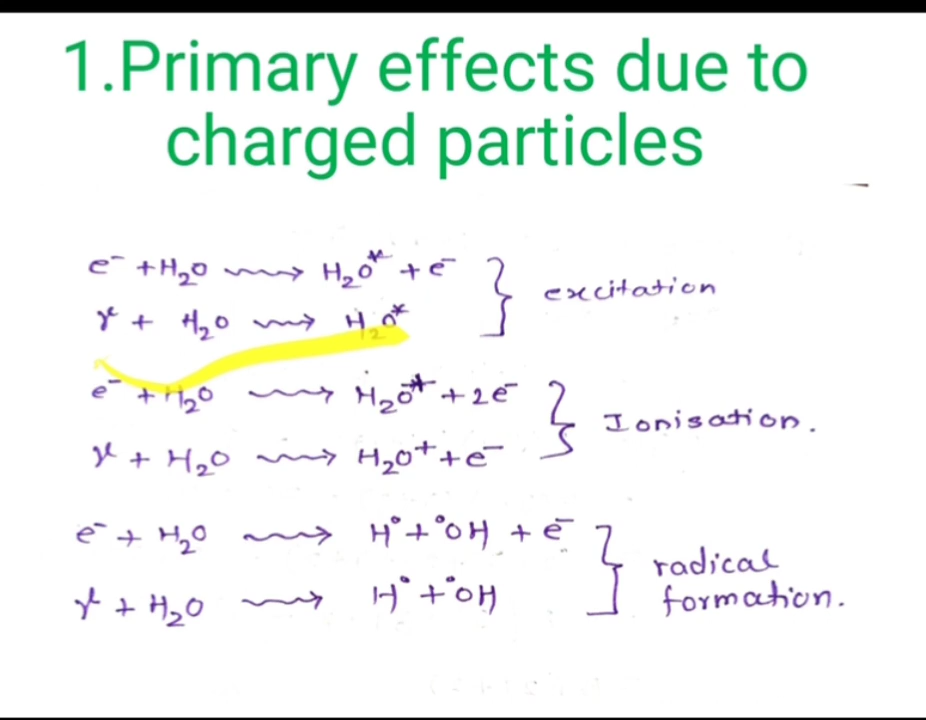 1.Primary effects due to
charged particles
e⁻ + H₂O ⟿ H₂O* + e⁻ } excitation
γ + H₂O ⟿ H₂O*
e⁻ + H₂O ⟿ H₂O⁺ + 2e⁻ } Ionisation.
γ + H₂O ⟿ H₂O⁺ + e⁻
e⁻ + H₂O ⟿ H° + °OH + e⁻ } radical
γ + H₂O ⟿ H° + °OH formation.